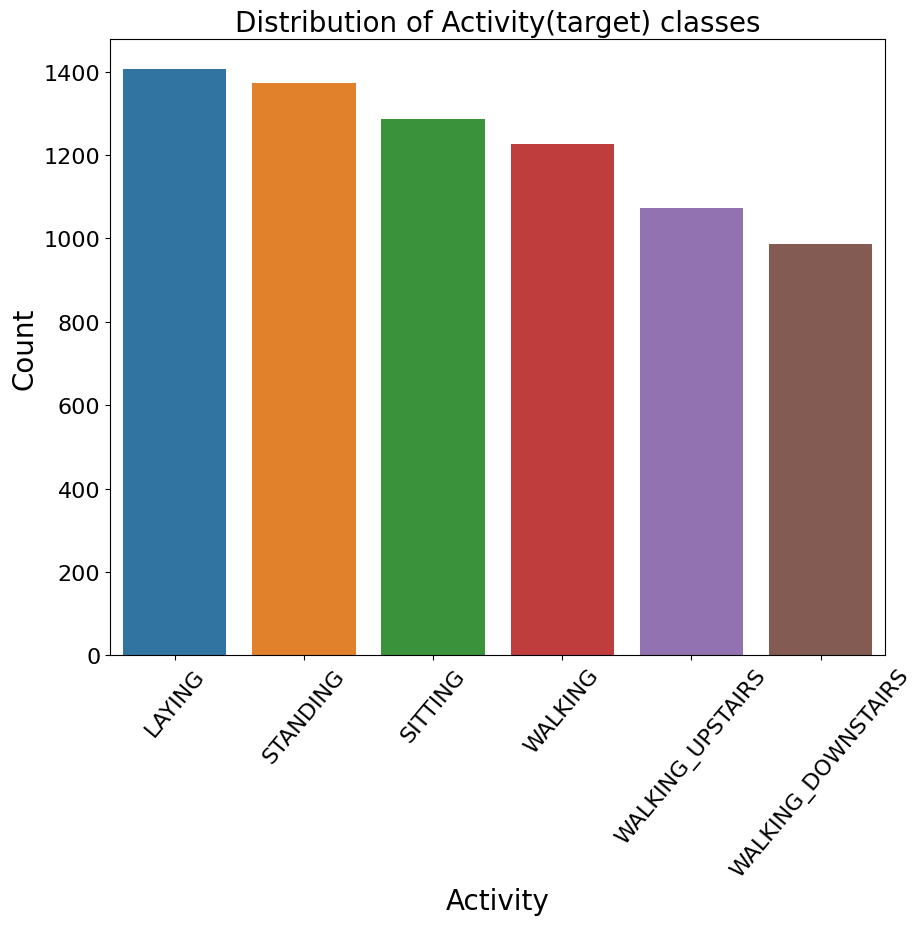 Distribution of Activity(target) classes
1400
1200
1000
800
600
400
200
0
Count
LAYING
STANDING
SITTING
WALKING
WALKING_UPSTAIRS
WALKING_DOWNSTAIRS
Activity